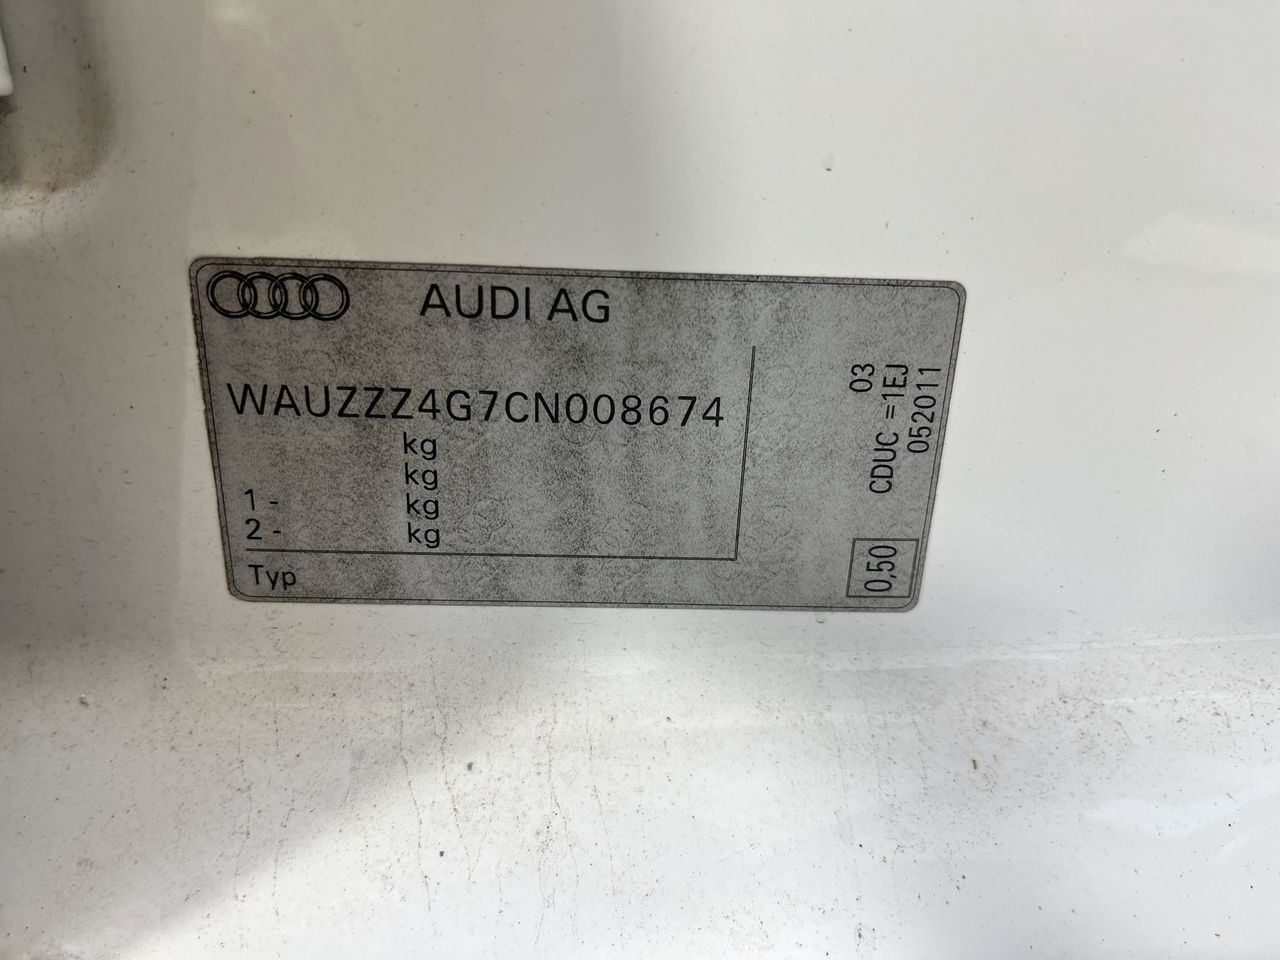 AUDI AG
WAUZZZ4G7CN008674
kg
kg
1 - kg
2 - kg
Typ
03
CDUC =1EJ
052011
0,50